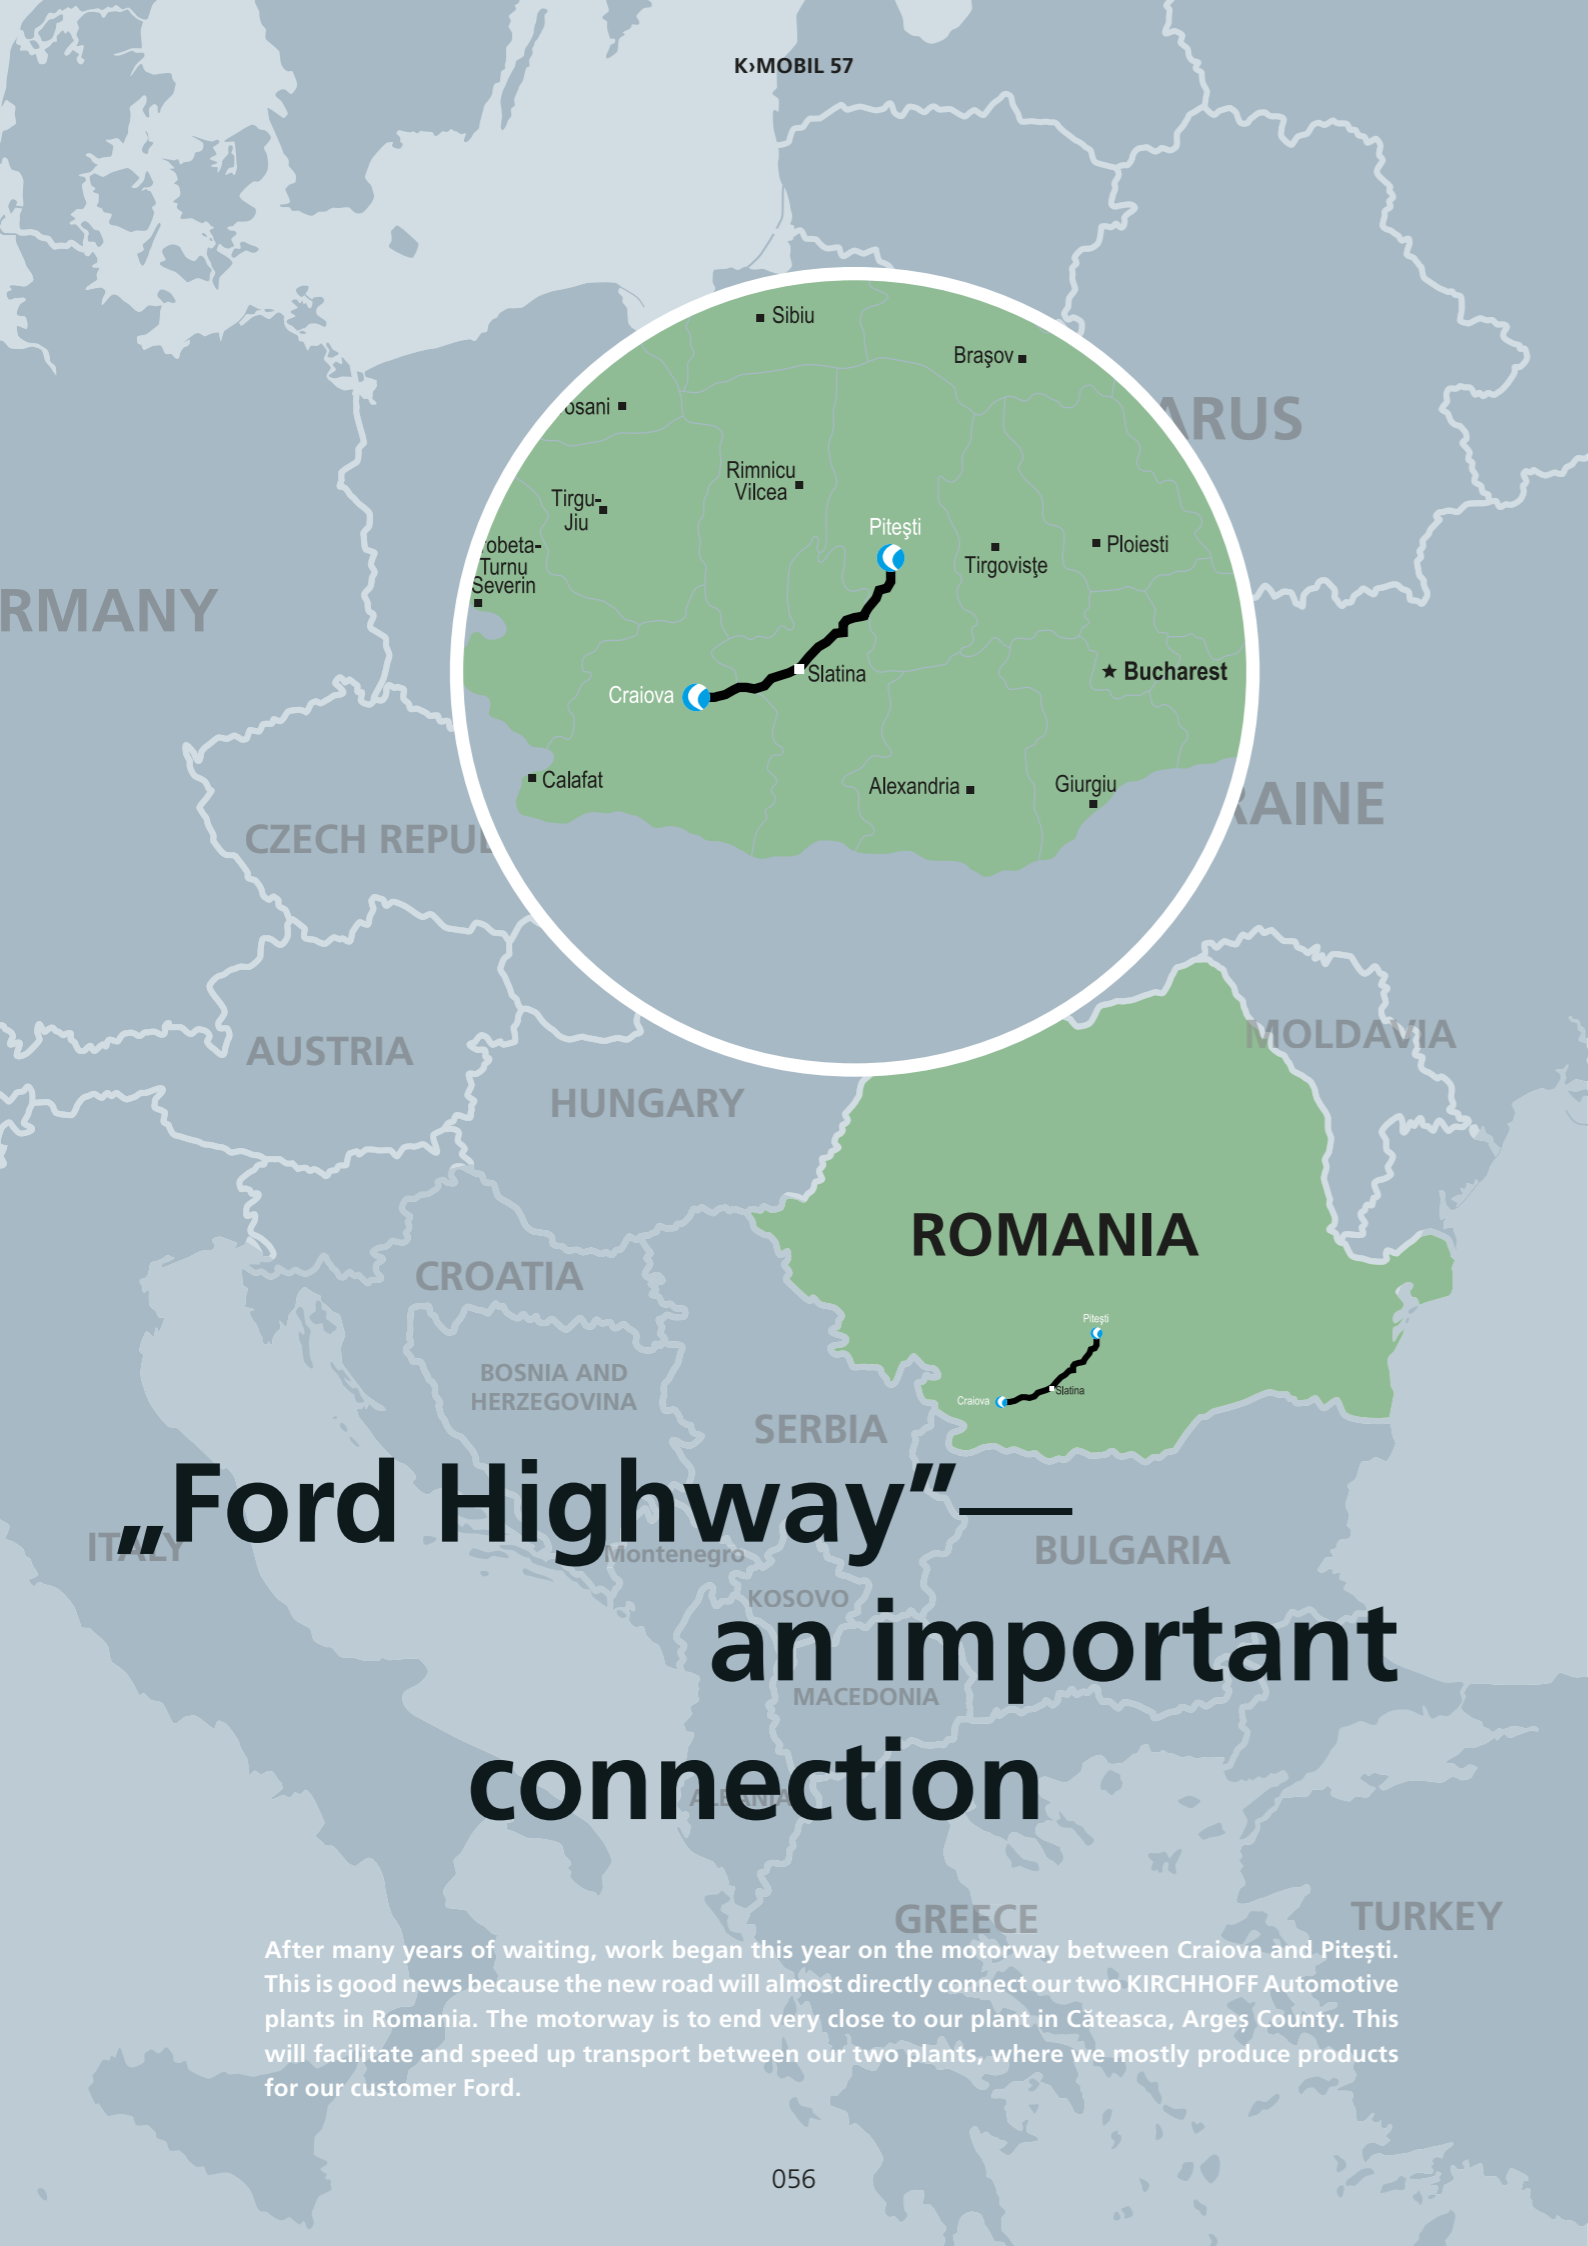 K›MOBIL 57
Sibiu
Braşov
osani
ARUS
Rimnicu
Vilcea
Tirgu-
Jiu
Piteşti
obeta-
Turnu
Severin
Tirgovişte
Ploiesti
RMANY
Slatina
Bucharest
Craiova
Calafat
Alexandria
Giurgiu
RAINE
CZECH REPU
MOLDAVIA
AUSTRIA
HUNGARY
ROMANIA
CROATIA
Piteşti
BOSNIA AND
HERZEGOVINA
Slatina
Craiova
SERBIA
„Ford Highway”—
ITALY
Montenegro
BULGARIA
KOSOVO
an important
MACEDONIA
connection
ALBANIA
GREECE
TURKEY
After many years of waiting, work began this year on the motorway between Craiova and Pitești.
This is good news because the new road will almost directly connect our two KIRCHHOFF Automotive
plants in Romania. The motorway is to end very close to our plant in Căteasca, Argeș County. This
will facilitate and speed up transport between our two plants, where we mostly produce products
for our customer Ford.
056